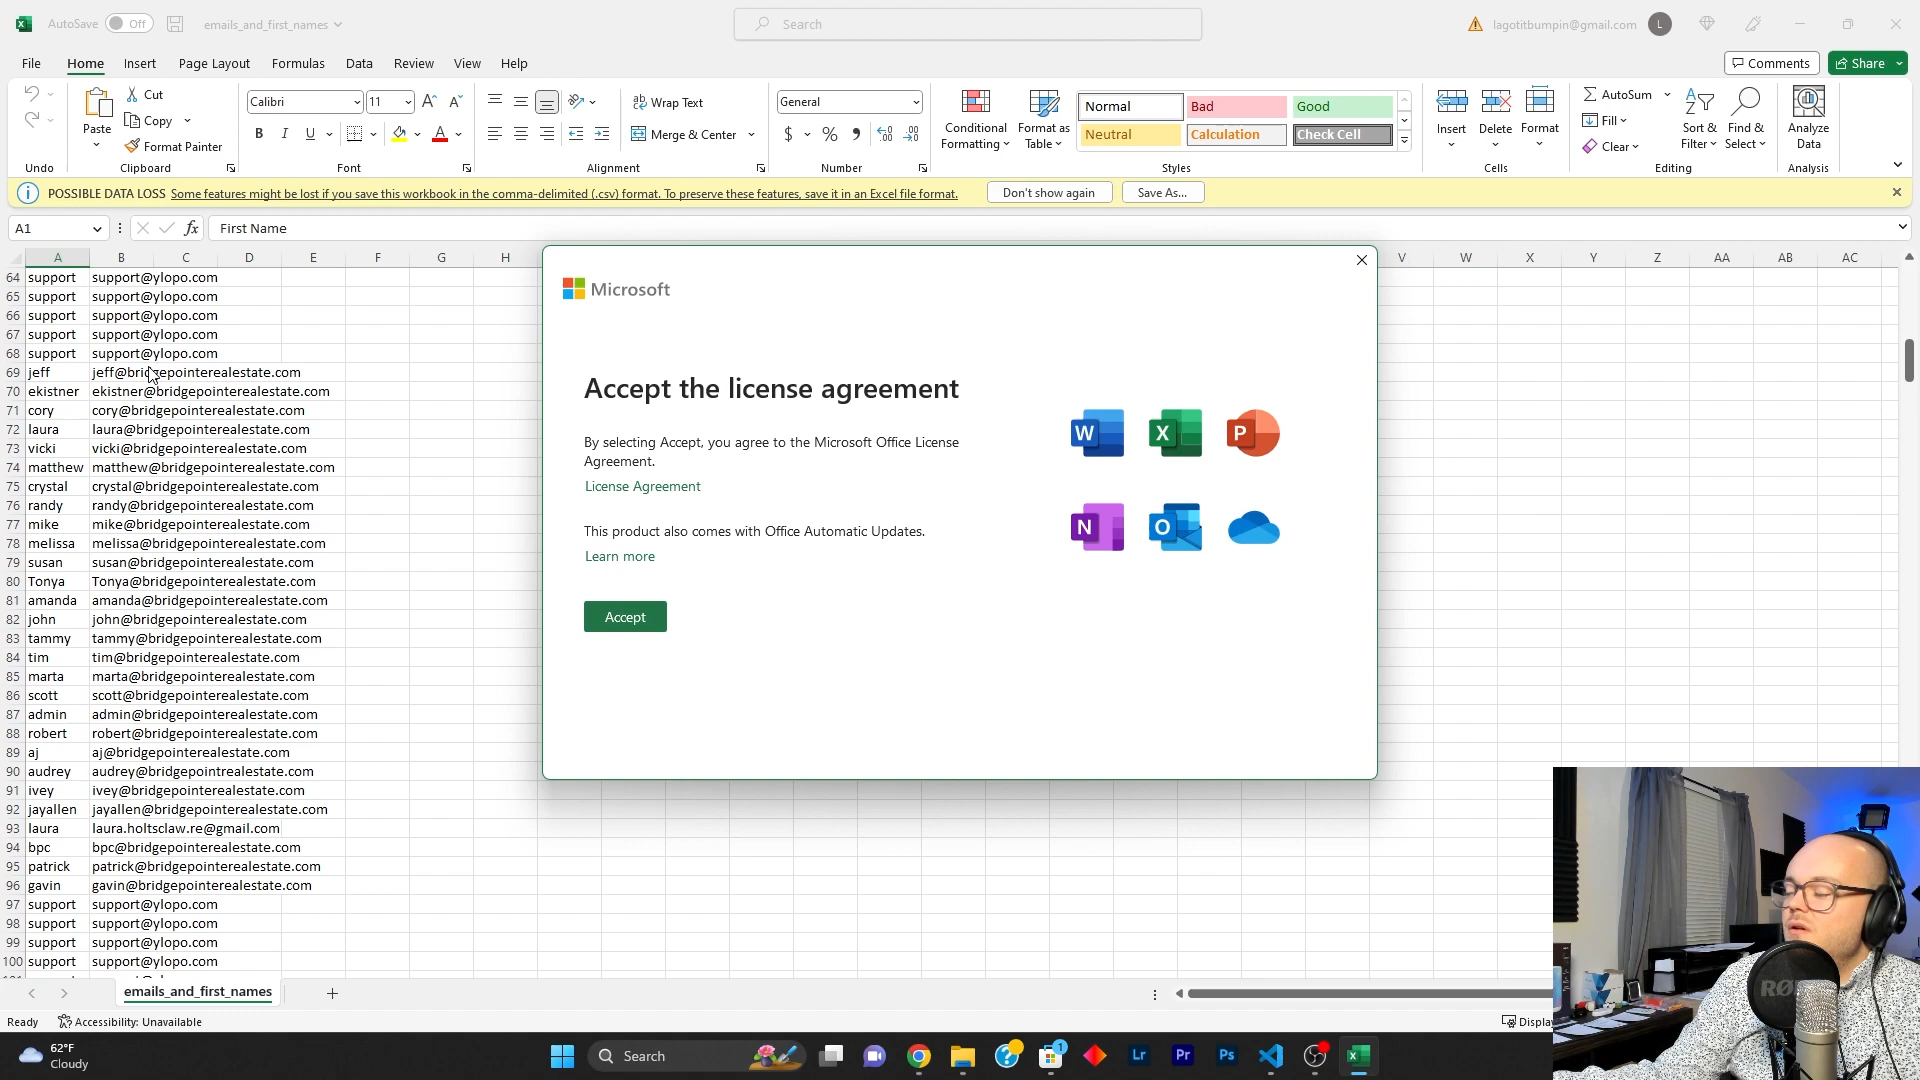 AutoSave Off emails_and_first_names Search lagotitbumpin@gmail.com L
File Home Insert Page Layout Formulas Data Review View Help Comments Share
Cut
Copy
Format Painter
Paste
Calibri 11
B I U
Wrap Text
Merge & Center
General
$ % 9
Conditional Formatting
Format as Table
Normal Bad Good
Neutral Calculation Check Cell
Insert Delete Format
AutoSum
Fill
Clear
Sort & Filter
Find & Select
Analyze Data
Undo Clipboard Font Alignment Number Styles Cells Editing Analysis
POSSIBLE DATA LOSS Some features might be lost if you save this workbook in the comma-delimited (.csv) format. To preserve these features, save it in an Excel file format. Don't show again Save As...
A1 fx First Name
A B C D E F G H V W X Y Z AA AB AC
64 support support@ylopo.com
65 support support@ylopo.com
66 support support@ylopo.com
67 support support@ylopo.com
68 support support@ylopo.com
69 jeff jeff@bridgepointerealestate.com
70 ekistner ekistner@bridgepointerealestate.com
71 cory cory@bridgepointerealestate.com
72 laura laura@bridgepointerealestate.com
73 vicki vicki@bridgepointerealestate.com
74 matthew matthew@bridgepointerealestate.com
75 crystal crystal@bridgepointerealestate.com
76 randy randy@bridgepointerealestate.com
77 mike mike@bridgepointerealestate.com
78 melissa melissa@bridgepointerealestate.com
79 susan susan@bridgepointerealestate.com
80 Tonya Tonya@bridgepointerealestate.com
81 amanda amanda@bridgepointerealestate.com
82 john john@bridgepointerealestate.com
83 tammy tammy@bridgepointerealestate.com
84 tim tim@bridgepointerealestate.com
85 marta marta@bridgepointerealestate.com
86 scott scott@bridgepointerealestate.com
87 admin admin@bridgepointerealestate.com
88 robert robert@bridgepointerealestate.com
89 aj aj@bridgepointerealestate.com
90 audrey audrey@bridgepointrealestate.com
91 ivey ivey@bridgepointerealestate.com
92 jayallen jayallen@bridgepointerealestate.com
93 laura laura.holtsclaw.re@gmail.com
94 bpc bpc@bridgepointerealestate.com
95 patrick patrick@bridgepointerealestate.com
96 gavin gavin@bridgepointerealestate.com
97 support support@ylopo.com
98 support support@ylopo.com
99 support support@ylopo.com
100 support support@ylopo.com
Microsoft
Accept the license agreement
By selecting Accept, you agree to the Microsoft Office License
Agreement.
License Agreement
This product also comes with Office Automatic Updates.
Learn more
Accept
W X P
N O
emails_and_first_names
Ready Accessibility: Unavailable
62°F
Cloudy
Search
1
Lr Pr Ps